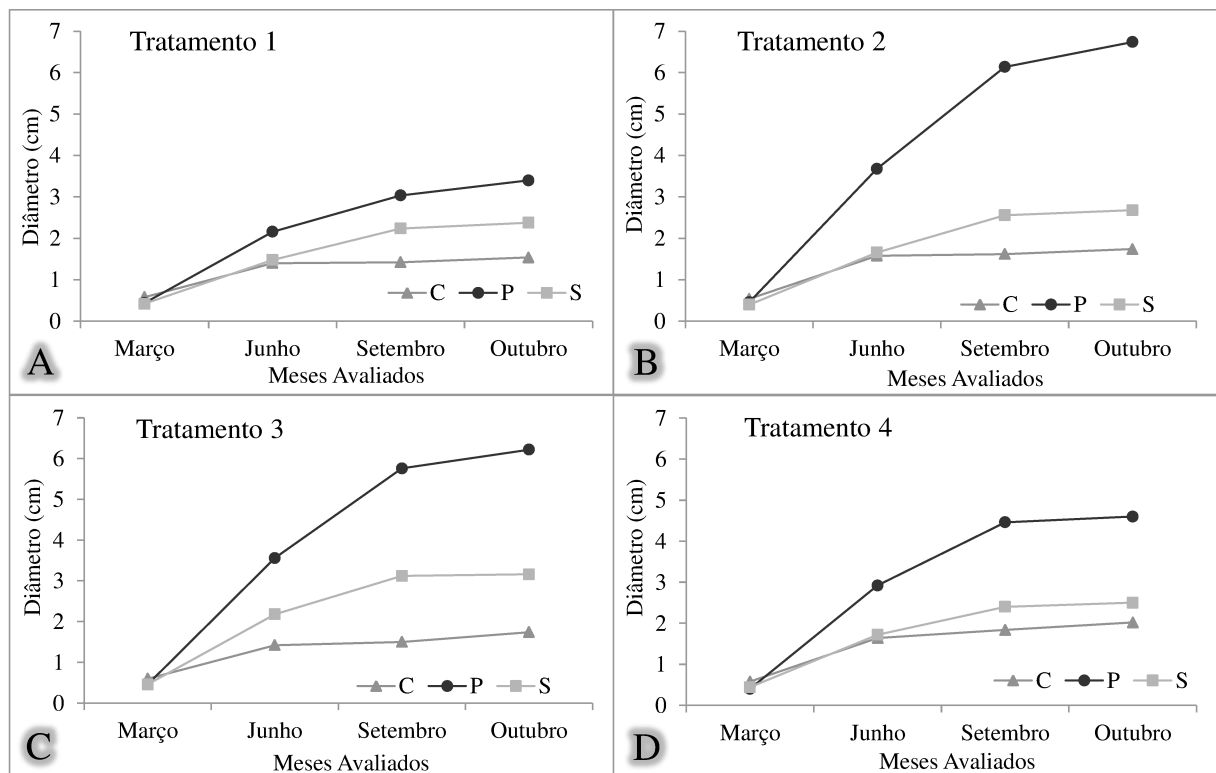 Tratamento 1
Diâmetro (cm)
7
6
5
4
3
2
1
0
C P S
Março Junho Setembro Outubro
Meses Avaliados
A
Tratamento 2
Diâmetro (cm)
7
6
5
4
3
2
1
0
C P S
Março Junho Setembro Outubro
Meses Avaliados
B
Tratamento 3
Diâmetro (cm)
7
6
5
4
3
2
1
0
C P S
Março Junho Setembro Outubro
Meses Avaliados
C
Tratamento 4
Diâmetro (cm)
7
6
5
4
3
2
1
0
C P S
Março Junho Setembro Outubro
Meses Avaliados
D